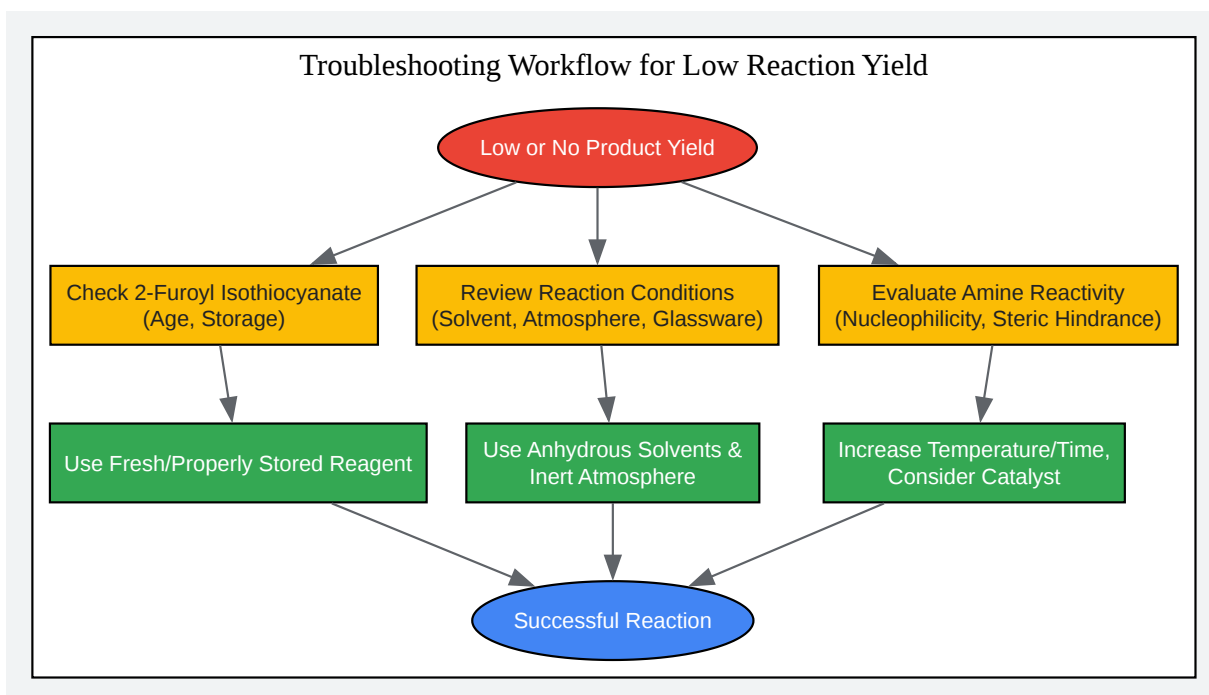 Troubleshooting Workflow for Low Reaction Yield
Low or No Product Yield
Check 2-Furoyl Isothiocyanate
(Age, Storage)
Review Reaction Conditions
(Solvent, Atmosphere, Glassware)
Evaluate Amine Reactivity
(Nucleophilicity, Steric Hindrance)
Use Fresh/Properly Stored Reagent
Use Anhydrous Solvents &
Inert Atmosphere
Increase Temperature/Time,
Consider Catalyst
Successful Reaction